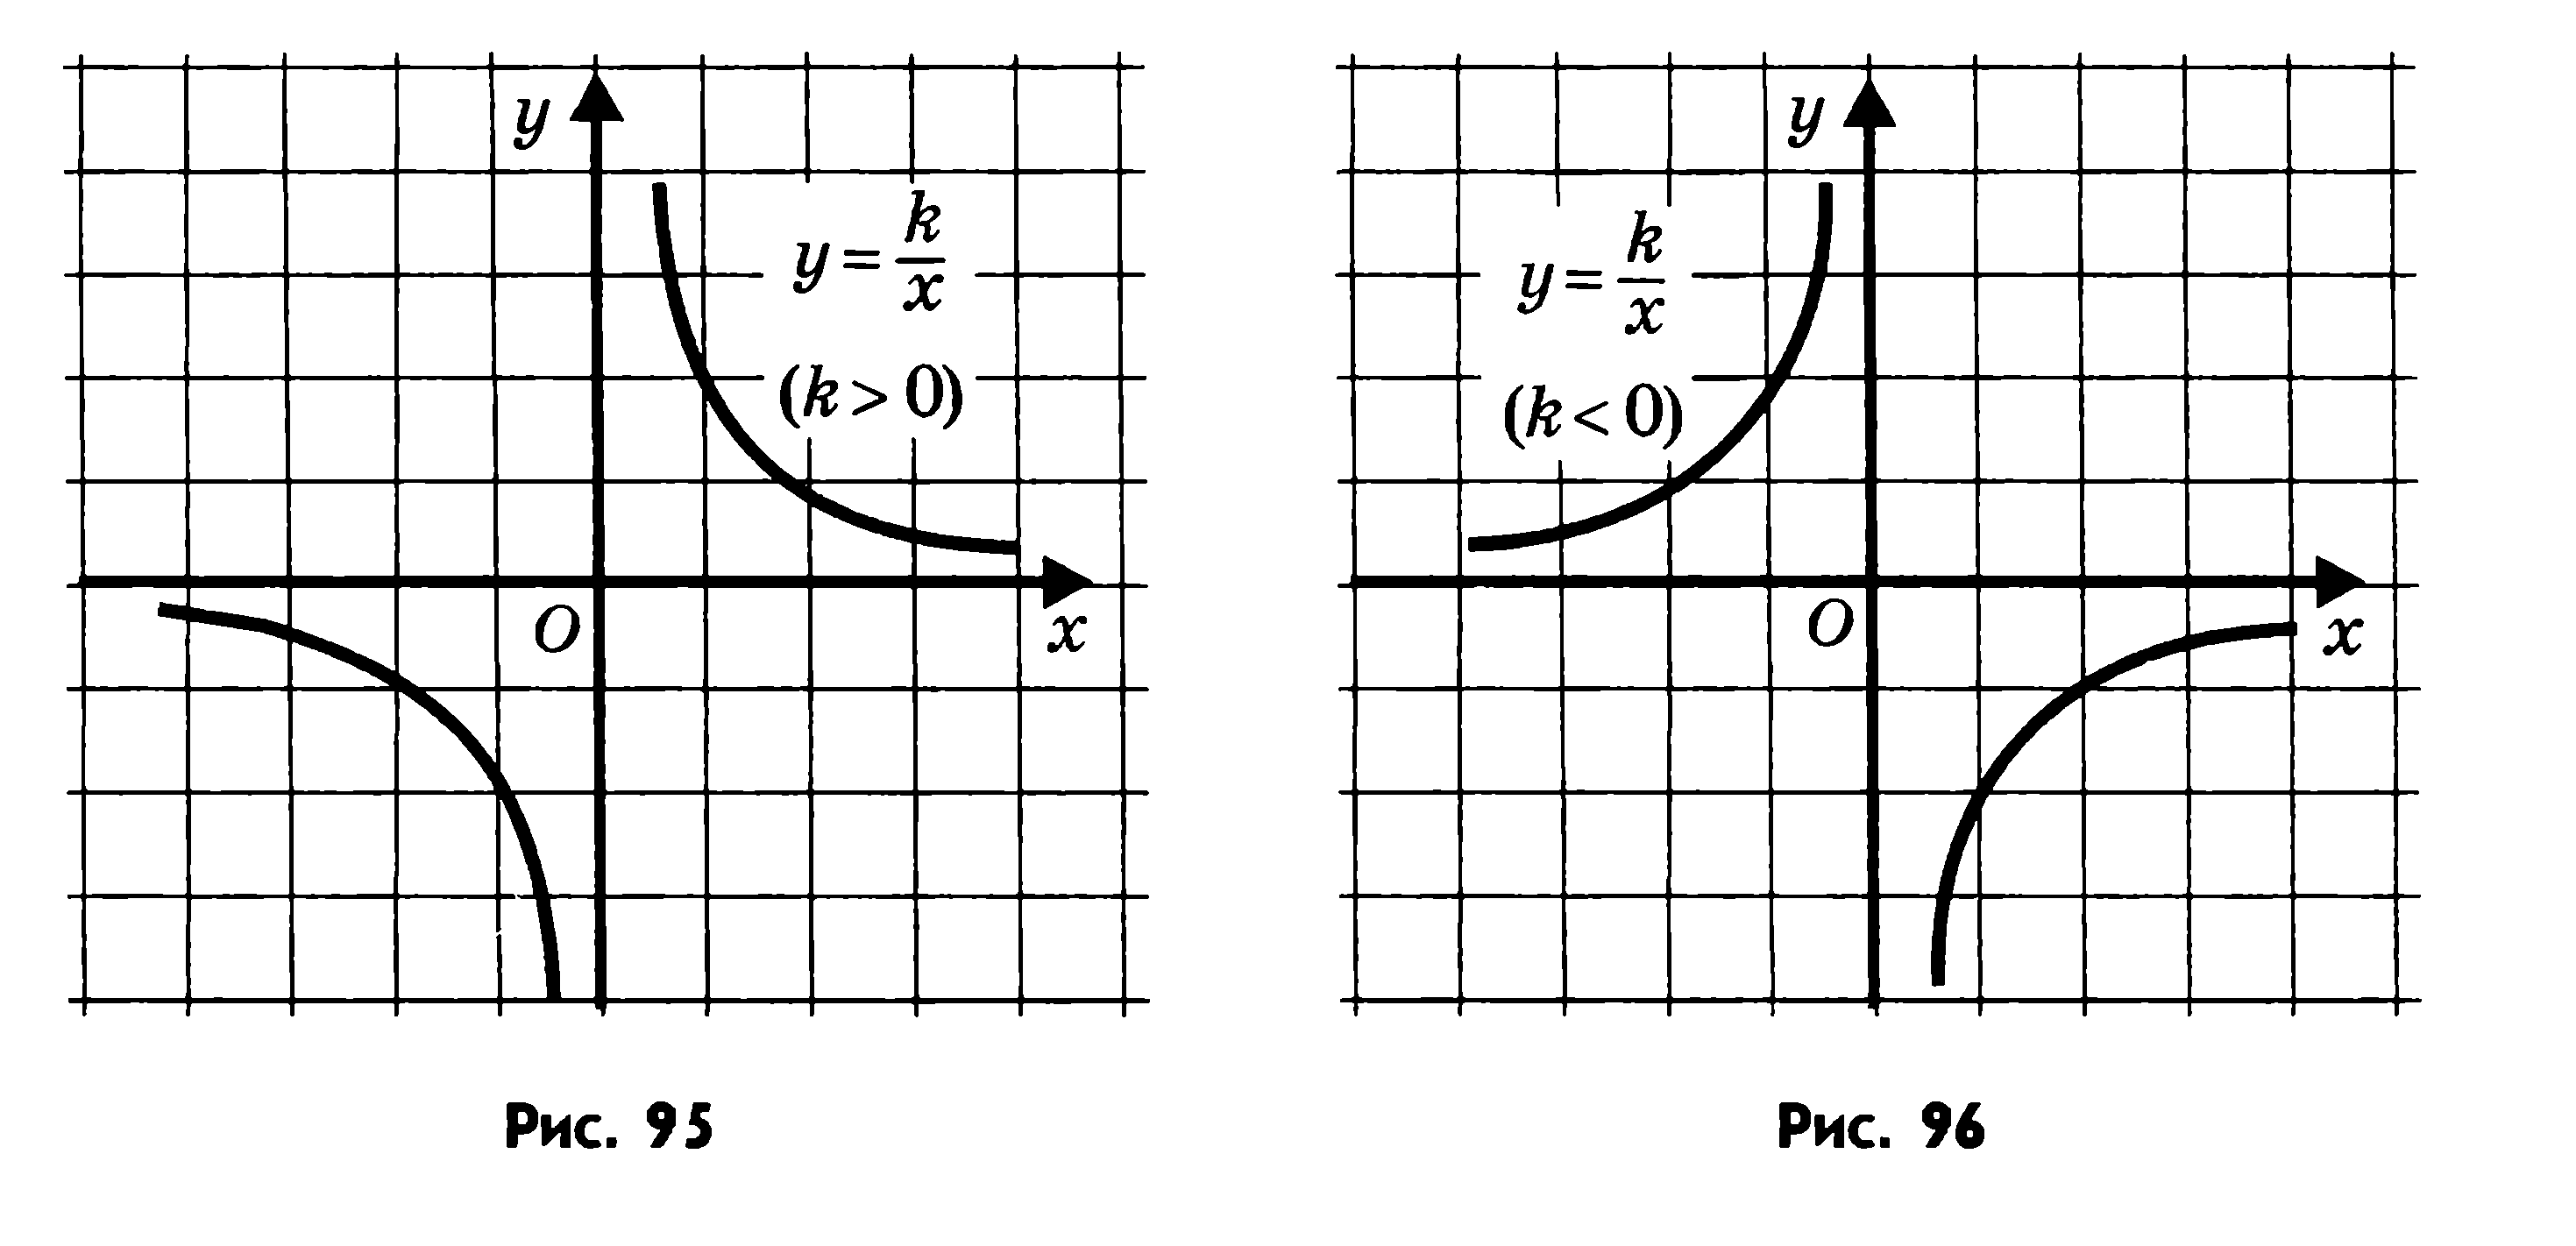 y
y = k/x
(k > 0)
O
x
Рис. 95
y
y = k/x
(k < 0)
O
x
Рис. 96